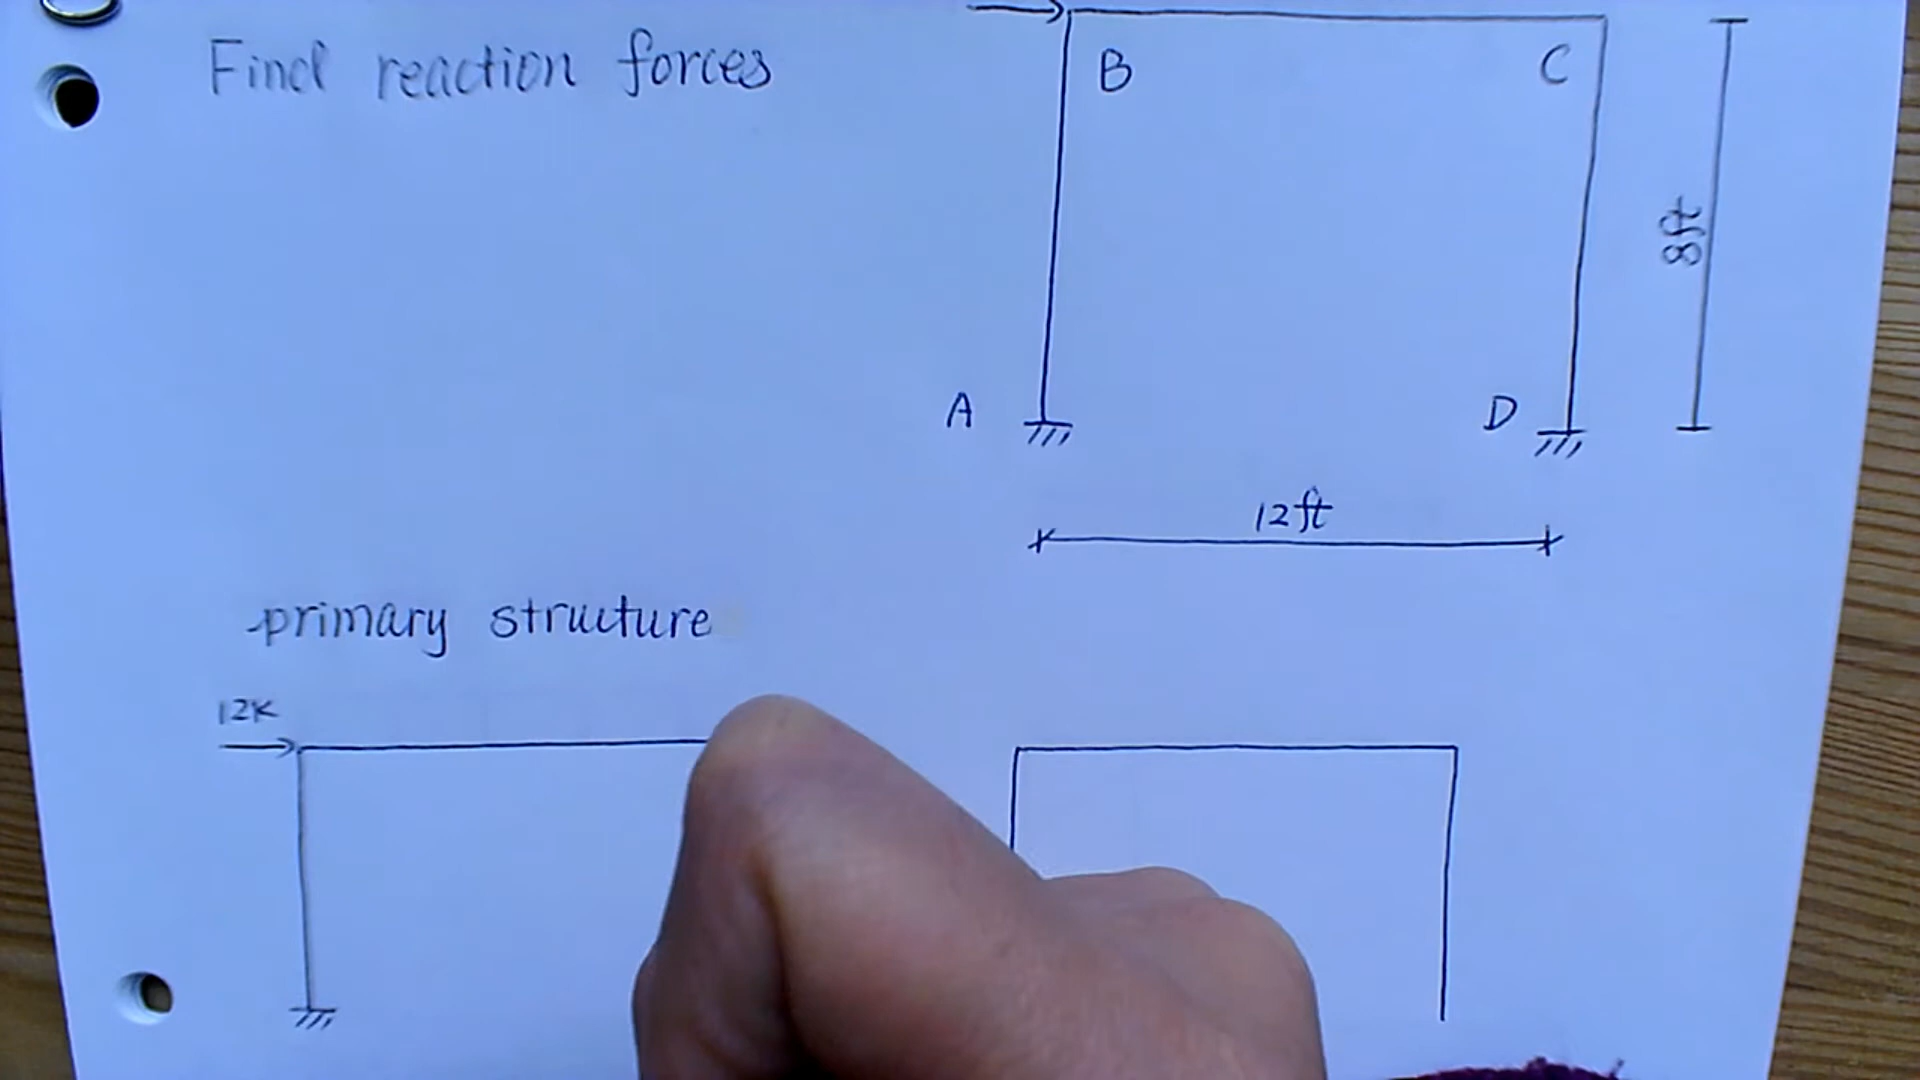 Find reaction forces
B
C
8ft
A
D
12ft
primary structure
12K